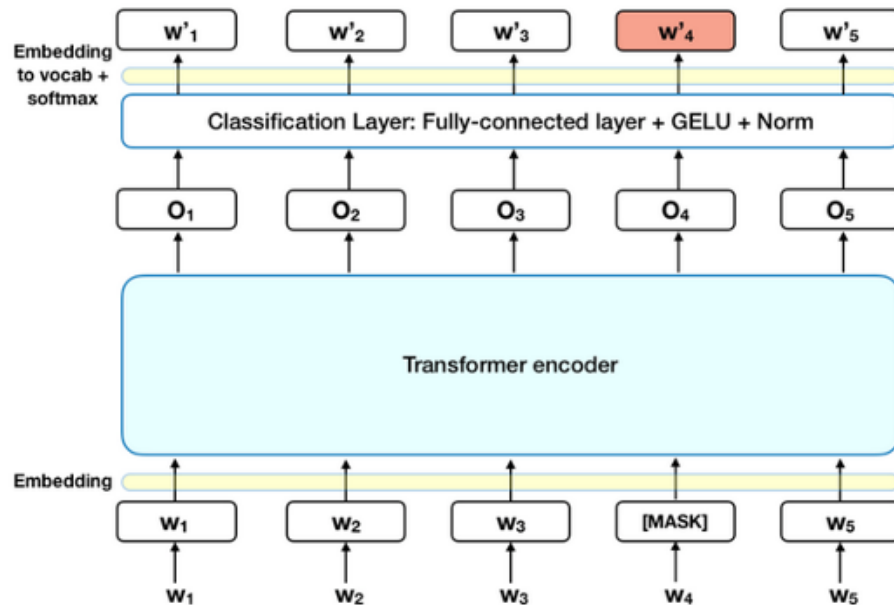 w'1 w'2 w'3 w'4 w'5
Embedding
to vocab +
softmax
Classification Layer: Fully-connected layer + GELU + Norm
O1 O2 O3 O4 O5
Transformer encoder
Embedding
W1 W2 W3 [MASK] W5
W1 W2 W3 W4 W5